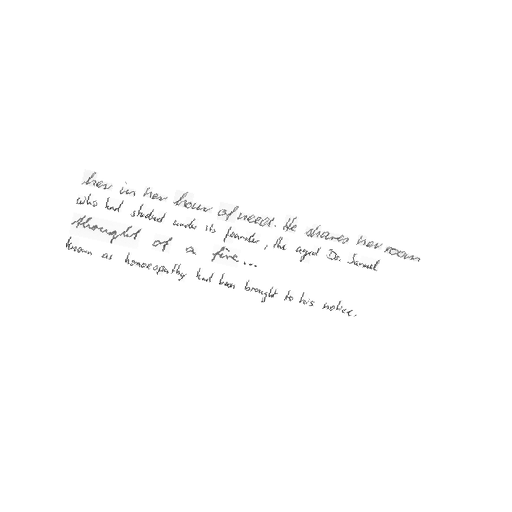 her in her hour of need. He shares her room
who had studied under its founder, the aged Dr. Samuel
thought of a fire...
known as homoeopathy had been brought to his notice.